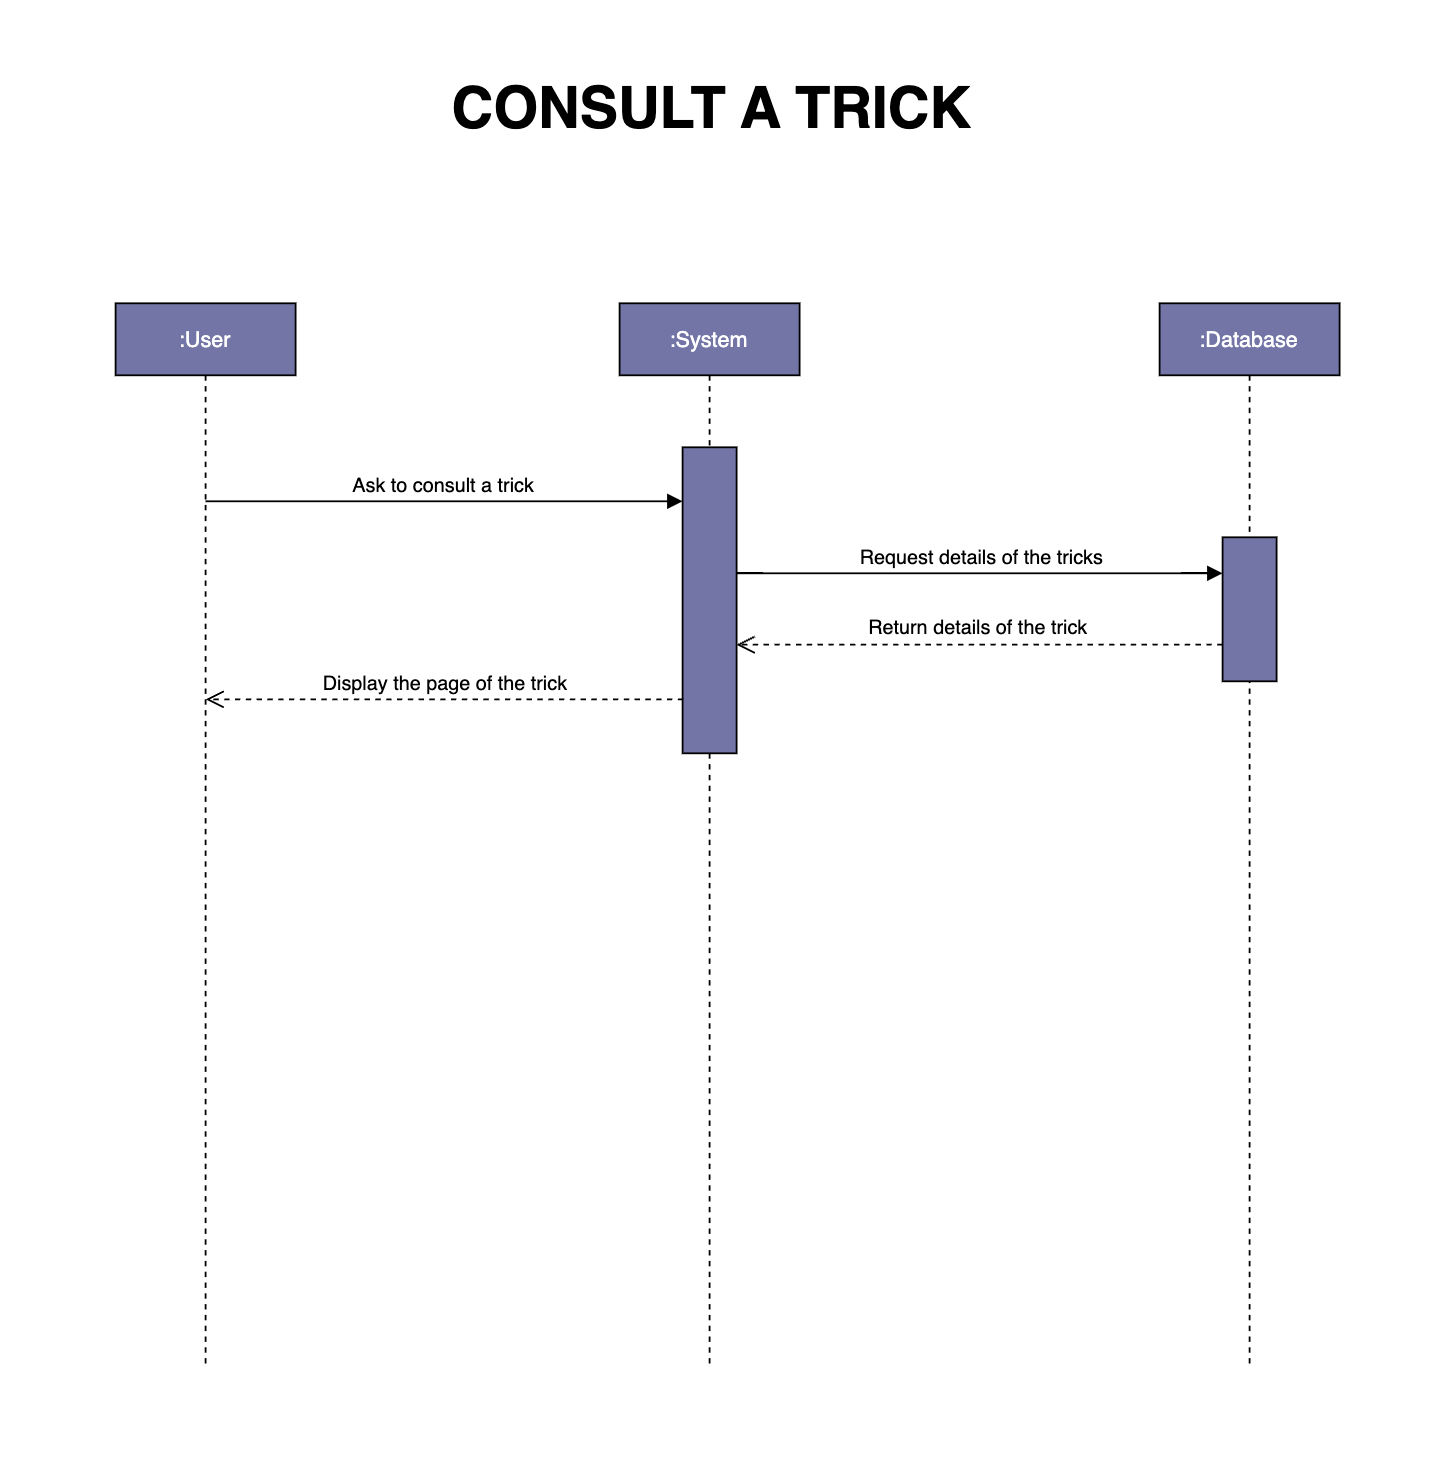 CONSULT A TRICK
:User
:System
:Database
Ask to consult a trick
Request details of the tricks
Return details of the trick
Display the page of the trick